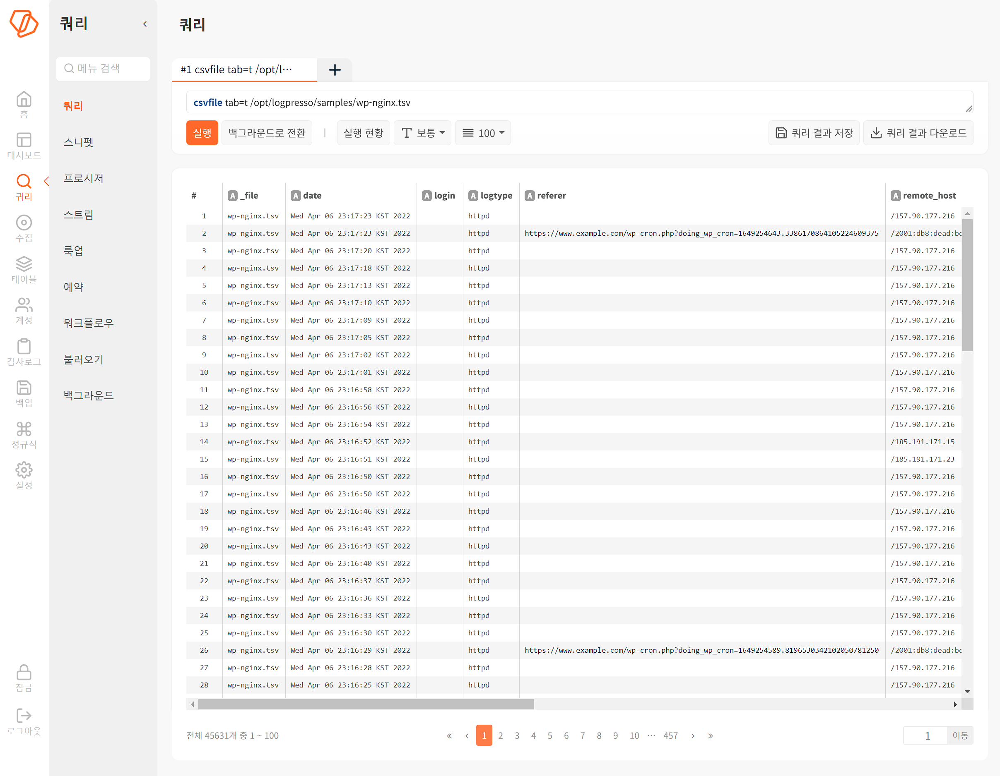 홈
대시보드
쿼리
수집
테이블
계정
감사로그
백업
정규식
설정
잠금
로그아웃
쿼리
메뉴 검색
쿼리
스니펫
프로시저
스트림
룩업
예약
워크플로우
불러오기
백그라운드
쿼리
#1 csvfile tab=t /opt/l···
csvfile tab=t /opt/logpresso/samples/wp-nginx.tsv
실행 백그라운드로 전환 실행 현황 보통 100 쿼리 결과 저장 쿼리 결과 다운로드
# A _file A date A login A logtype A referer A remote_host
1 wp-nginx.tsv Wed Apr 06 23:17:23 KST 2022 httpd /157.90.177.216
2 wp-nginx.tsv Wed Apr 06 23:17:23 KST 2022 httpd https://www.example.com/wp-cron.php?doing_wp_cron=1649254643.3386170864105224609375 /2001:db8:dead:be
3 wp-nginx.tsv Wed Apr 06 23:17:20 KST 2022 httpd /157.90.177.216
4 wp-nginx.tsv Wed Apr 06 23:17:18 KST 2022 httpd /157.90.177.216
5 wp-nginx.tsv Wed Apr 06 23:17:13 KST 2022 httpd /157.90.177.216
6 wp-nginx.tsv Wed Apr 06 23:17:10 KST 2022 httpd /157.90.177.216
7 wp-nginx.tsv Wed Apr 06 23:17:09 KST 2022 httpd /157.90.177.216
8 wp-nginx.tsv Wed Apr 06 23:17:05 KST 2022 httpd /157.90.177.216
9 wp-nginx.tsv Wed Apr 06 23:17:02 KST 2022 httpd /157.90.177.216
10 wp-nginx.tsv Wed Apr 06 23:17:01 KST 2022 httpd /157.90.177.216
11 wp-nginx.tsv Wed Apr 06 23:16:58 KST 2022 httpd /157.90.177.216
12 wp-nginx.tsv Wed Apr 06 23:16:56 KST 2022 httpd /157.90.177.216
13 wp-nginx.tsv Wed Apr 06 23:16:54 KST 2022 httpd /157.90.177.216
14 wp-nginx.tsv Wed Apr 06 23:16:52 KST 2022 httpd /185.191.171.15
15 wp-nginx.tsv Wed Apr 06 23:16:51 KST 2022 httpd /185.191.171.23
16 wp-nginx.tsv Wed Apr 06 23:16:50 KST 2022 httpd /157.90.177.216
17 wp-nginx.tsv Wed Apr 06 23:16:50 KST 2022 httpd /157.90.177.216
18 wp-nginx.tsv Wed Apr 06 23:16:46 KST 2022 httpd /157.90.177.216
19 wp-nginx.tsv Wed Apr 06 23:16:43 KST 2022 httpd /157.90.177.216
20 wp-nginx.tsv Wed Apr 06 23:16:43 KST 2022 httpd /157.90.177.216
21 wp-nginx.tsv Wed Apr 06 23:16:40 KST 2022 httpd /157.90.177.216
22 wp-nginx.tsv Wed Apr 06 23:16:37 KST 2022 httpd /157.90.177.216
23 wp-nginx.tsv Wed Apr 06 23:16:36 KST 2022 httpd /157.90.177.216
24 wp-nginx.tsv Wed Apr 06 23:16:33 KST 2022 httpd /157.90.177.216
25 wp-nginx.tsv Wed Apr 06 23:16:30 KST 2022 httpd /157.90.177.216
26 wp-nginx.tsv Wed Apr 06 23:16:29 KST 2022 httpd https://www.example.com/wp-cron.php?doing_wp_cron=1649254589.8196530342102050781250 /2001:db8:dead:be
27 wp-nginx.tsv Wed Apr 06 23:16:28 KST 2022 httpd /157.90.177.216
28 wp-nginx.tsv Wed Apr 06 23:16:25 KST 2022 httpd /157.90.177.216
전체 45631개 중 1 ~ 100 « ‹ 1 2 3 4 5 6 7 8 9 10 ··· 457 › » 1 이동